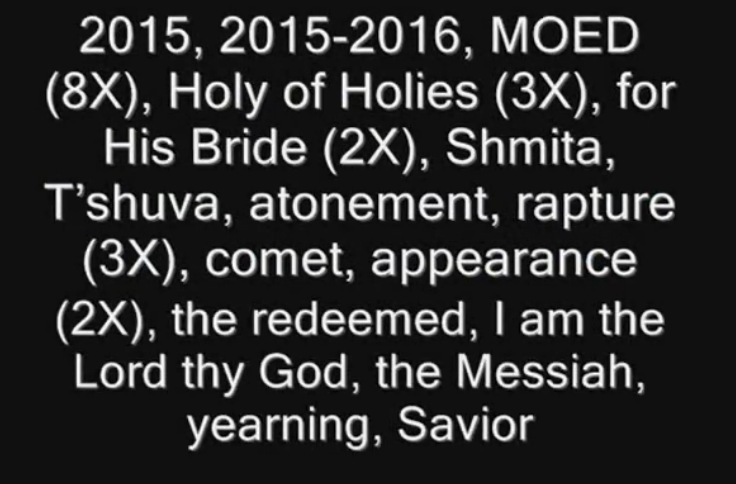 2015, 2015-2016, MOED
(8X), Holy of Holies (3X), for
His Bride (2X), Shmita,
T’shuva, atonement, rapture
(3X), comet, appearance
(2X), the redeemed, I am the
Lord thy God, the Messiah,
yearning, Savior